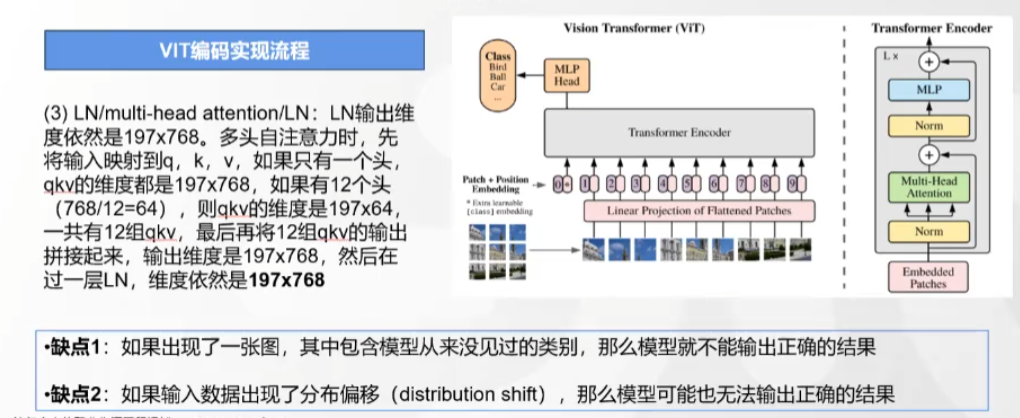 VIT编码实现流程
(3) LN/multi-head attention/LN：LN输出维
度依然是197x768。多头自注意力时，先
将输入映射到q，k，v，如果只有一个头，
qkv的维度都是197x768，如果有12个头
（768/12=64），则qkv的维度是197x64，
一共有12组qkv，最后再将12组qkv的输出
拼接起来，输出维度是197x768，然后在
过一层LN，维度依然是197x768
Vision Transformer (ViT)
Class
Bird
Ball
Car
...
MLP
Head
Transformer Encoder
Patch + Position
Embedding
* Extra learnable
[class] embedding
0 * 1 2 3 4 5 6 7 8 9
Linear Projection of Flattened Patches
Transformer Encoder
L ×
+
MLP
Norm
+
Multi-Head
Attention
Norm
Embedded
Patches
•缺点1：如果出现了一张图，其中包含模型从来没见过的类别，那么模型就不能输出正确的结果
•缺点2：如果输入数据出现了分布偏移（distribution shift），那么模型可能也无法输出正确的结果